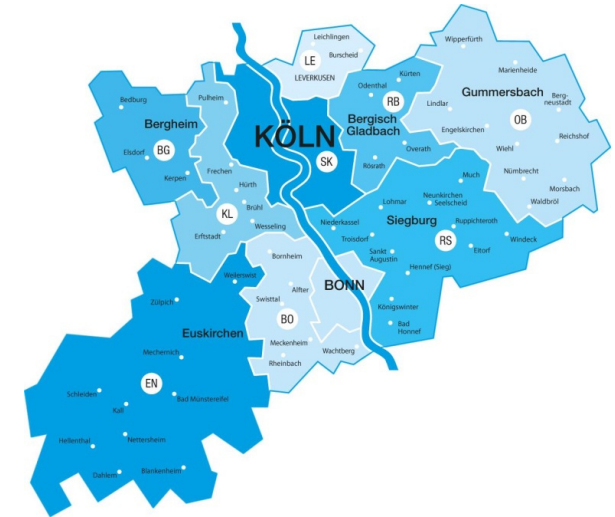 Leichlingen
Burscheid
LE
LEVERKUSEN
Wipperfürth
Marienheide
Gummersbach
Berg-
neustadt
Lindlar
OB
Engelskirchen
Reichshof
Wiehl
Nümbrecht
Morsbach
Waldbröl
Kürten
Odenthal
RB
Bergisch
Gladbach
Overath
Rösrath
Bedburg
Bergheim
BG
Elsdorf
Kerpen
Pulheim
KÖLN
SK
Frechen
Hürth
Brühl
KL
Wesseling
Erftstadt
Much
Neunkirchen
Seelscheid
Lohmar
Niederkassel
Siegburg
Ruppichteroth
Troisdorf
RS
Windeck
Eitorf
Sankt
Augustin
Hennef (Sieg)
Königswinter
Bad
Honnef
Bornheim
Alfter
BONN
Swisttal
BO
Meckenheim
Wachtberg
Rheinbach
Weilerswist
Zülpich
Euskirchen
Mechernich
EN
Schleiden
Bad Münstereifel
Kall
Nettersheim
Hellenthal
Blankenheim
Dahlem